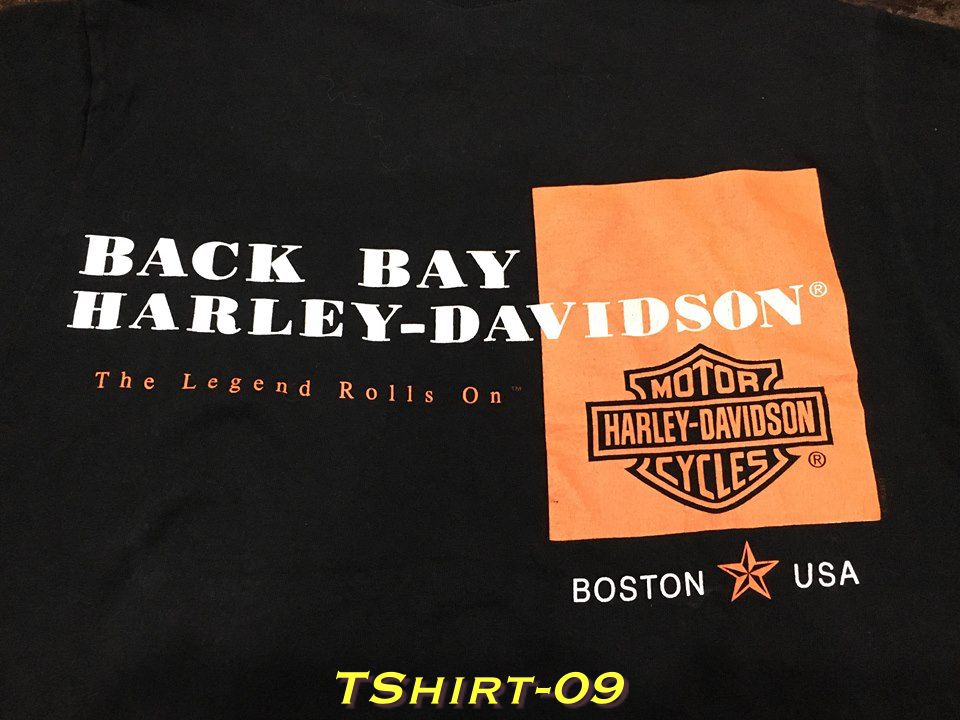 BACK BAY
HARLEY-DAVIDSON®
The Legend Rolls On™
MOTOR
HARLEY-DAVIDSON
CYCLES
®
BOSTON USA
TSHIRT-09